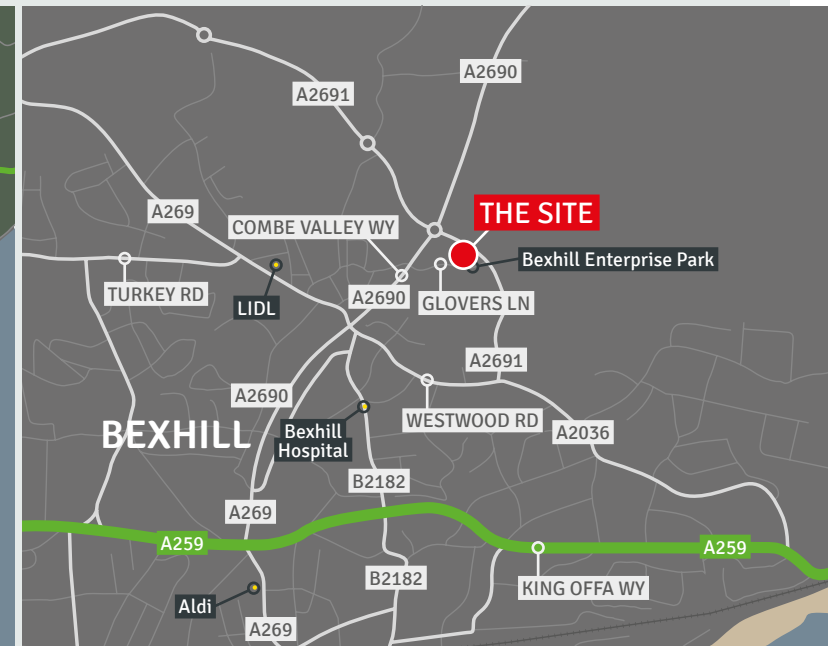 A2690
A2691
THE SITE
A269
COMBE VALLEY WY
Bexhill Enterprise Park
TURKEY RD
LIDL
A2690
GLOVERS LN
A2691
A2690
WESTWOOD RD
BEXHILL
Bexhill
Hospital
A2036
B2182
A269
A259
A259
B2182
KING OFFA WY
Aldi
A269